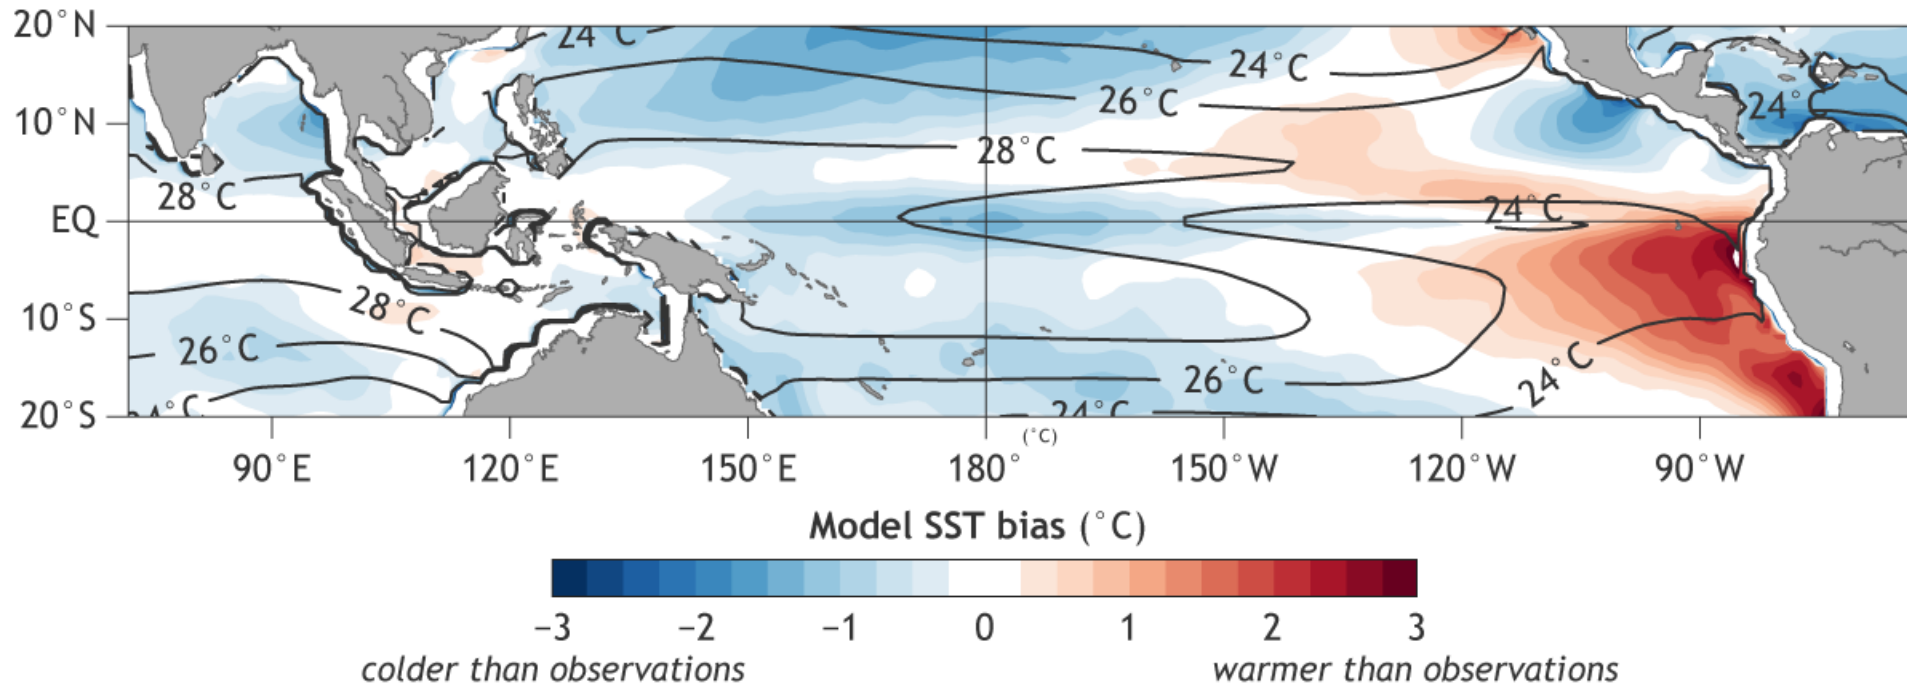 20°N
10°N
EQ
10°S
20°S
24°C
24°C
26°C
24°
28°C
28°C
24°C
28°C
26°C
26°C
24°C
24°C
24°C
(°C)
90°E 120°E 150°E 180° 150°W 120°W 90°W
Model SST bias (°C)
−3 −2 −1 0 1 2 3
colder than observations warmer than observations